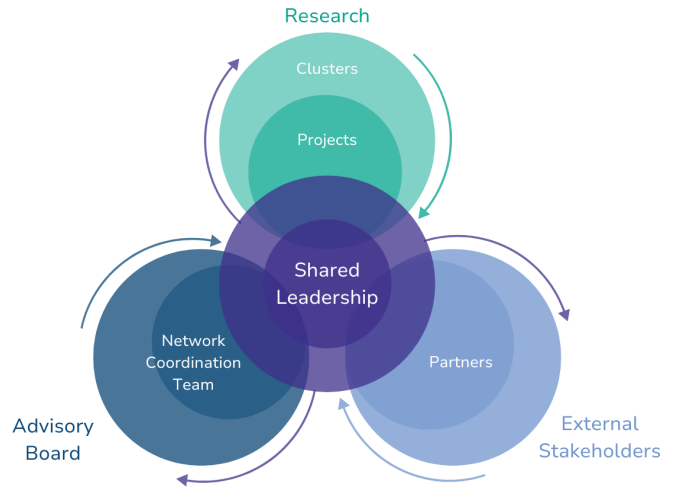 Research
Clusters
Projects
Shared
Leadership
Network
Coordination
Team
Partners
Advisory
Board
External
Stakeholders